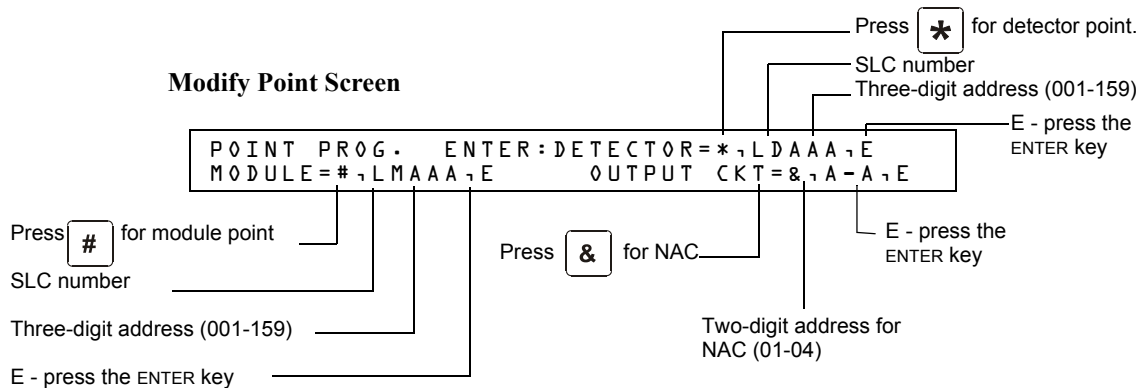 Press * for detector point.
SLC number
Three-digit address (001-159)
E - press the
ENTER key
Modify Point Screen
POINT PROG. ENTER:DETECTOR=*,LDAAA,E
MODULE=#,LMAAA,E OUTPUT CKT=&,A-A,E
Press # for module point
SLC number
Three-digit address (001-159)
E - press the ENTER key
Press & for NAC
Two-digit address for
NAC (01-04)
E - press the
ENTER key